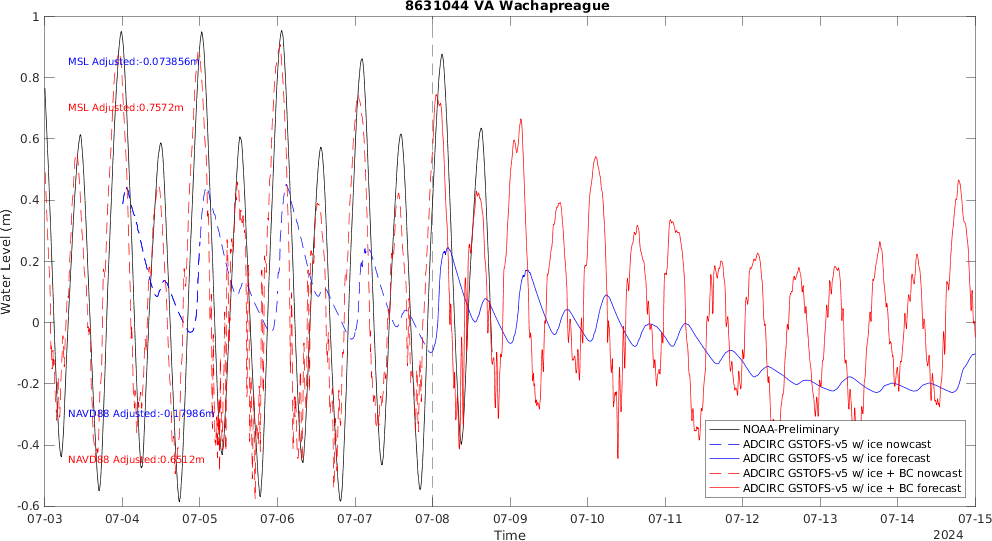 8631044 VA Wachapreague
1
0.8
0.6
0.4
0.2
0
-0.2
-0.4
-0.6
Water Level (m)
MSL Adjusted:-0.073856m
MSL Adjusted:0.7572m
NAVD88 Adjusted:-0.17986m
NAVD88 Adjusted:0.6512m
NOAA-Preliminary
ADCIRC GSTOFS-v5 w/ ice nowcast
ADCIRC GSTOFS-v5 w/ ice forecast
ADCIRC GSTOFS-v5 w/ ice + BC nowcast
ADCIRC GSTOFS-v5 w/ ice + BC forecast
07-03 07-04 07-05 07-06 07-07 07-08 07-09 07-10 07-11 07-12 07-13 07-14 07-15
Time
2024